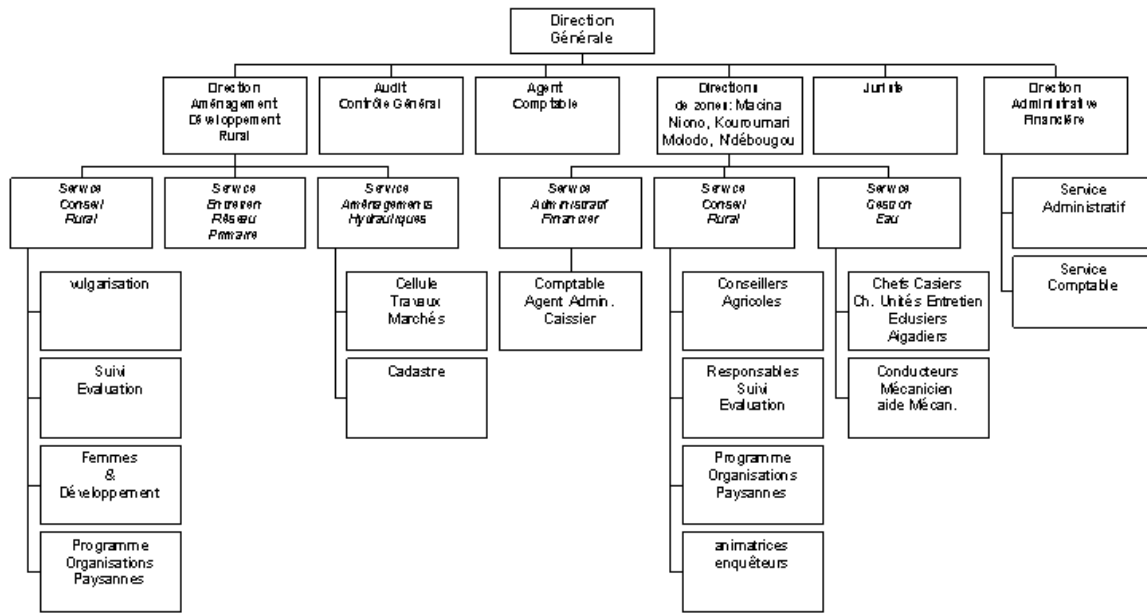 Direction
Générale
Direction
Aménagement
Développement
Rural
Audit
Contrôle Général
Agent
Comptable
Directions
de zones: Macina
Niono, Kouroumari
Molodo, N'débougou
Juriste
Direction
Administrative
Financière
Service
Conseil
Rural
Service
Entretien
Réseau
Primaire
Service
Aménagements
Hydrauliques
Service
Administratif
Financier
Service
Conseil
Rural
Service
Gestion
Eau
Service
Administratif
Service
Comptable
vulgarisation
Suivi
Evaluation
Femmes
&
Développement
Programme
Organisations
Paysannes
Cellule
Travaux
Marchés
Cadastre
Comptable
Agent Admin.
Caissier
Conseillers
Agricoles
Responsables
Suivi
Evaluation
Programme
Organisations
Paysannes
animatrices
enquêteurs
Chefs Casiers
Ch. Unités Entretien
Eclusiers
Aigadiers
Conducteurs
Mécanicien
aide Mécan.